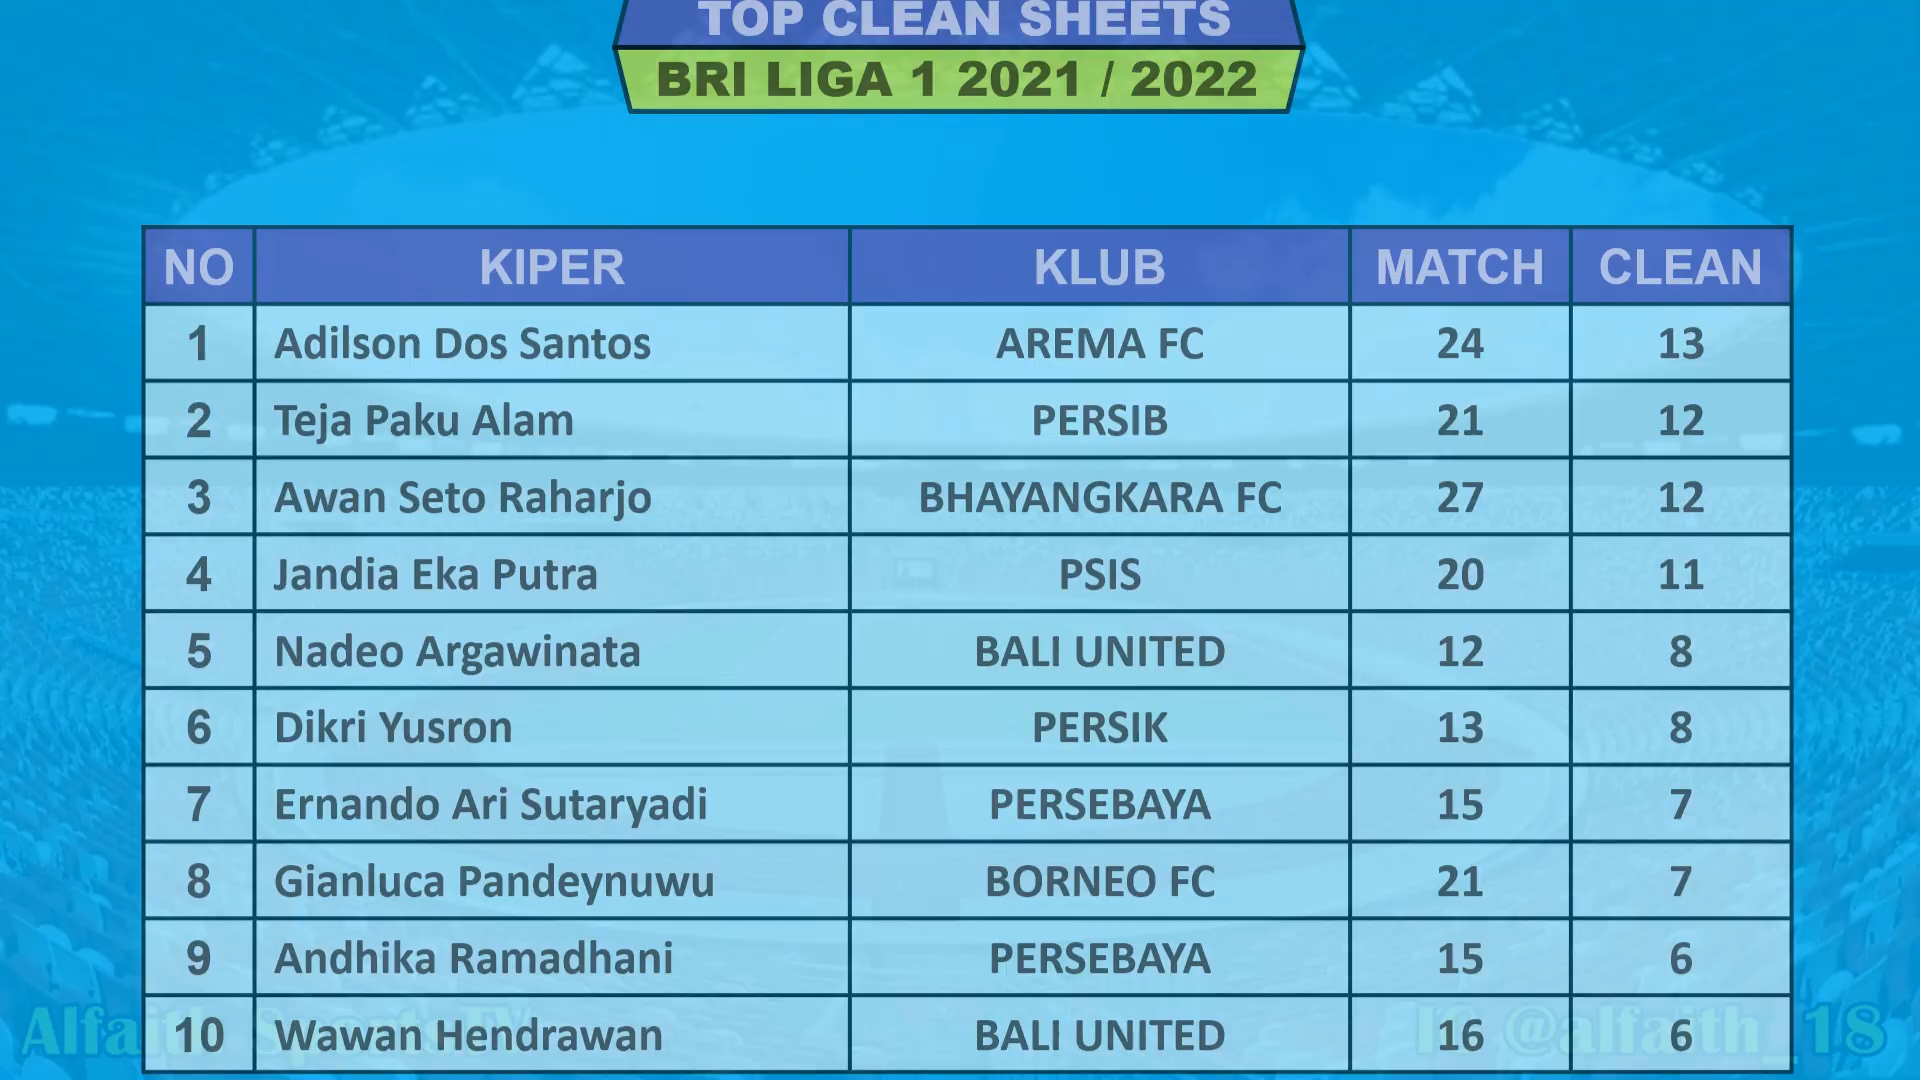 TOP CLEAN SHEETS
BRI LIGA 1 2021 / 2022
NO KIPER KLUB MATCH CLEAN
1 Adilson Dos Santos AREMA FC 24 13
2 Teja Paku Alam PERSIB 21 12
3 Awan Seto Raharjo BHAYANGKARA FC 27 12
4 Jandia Eka Putra PSIS 20 11
5 Nadeo Argawinata BALI UNITED 12 8
6 Dikri Yusron PERSIK 13 8
7 Ernando Ari Sutaryadi PERSEBAYA 15 7
8 Gianluca Pandeynuwu BORNEO FC 21 7
9 Andhika Ramadhani PERSEBAYA 15 6
10 Wawan Hendrawan BALI UNITED 16 6
Alfaith SportsTV IG @alfaith_18